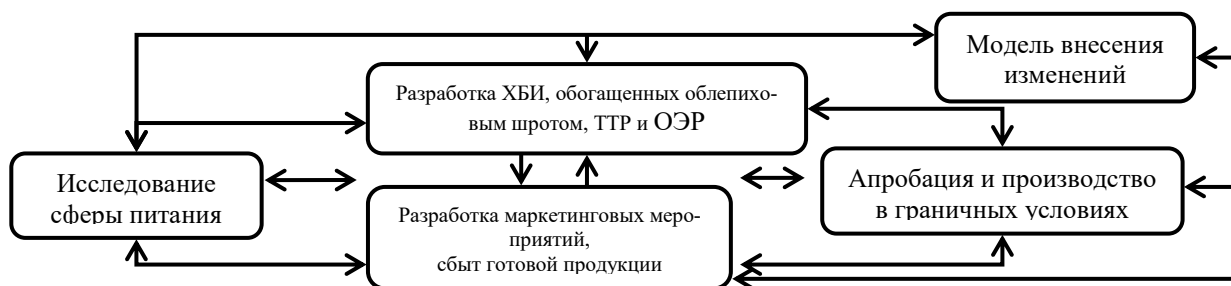 Модель внесения
изменений
Разработка ХБИ, обогащенных облепихо-
вым шротом, ТТР и ОЭР
Исследование
сферы питания
Апробация и производство
в граничных условиях
Разработка маркетинговых меро-
приятий,
сбыт готовой продукции